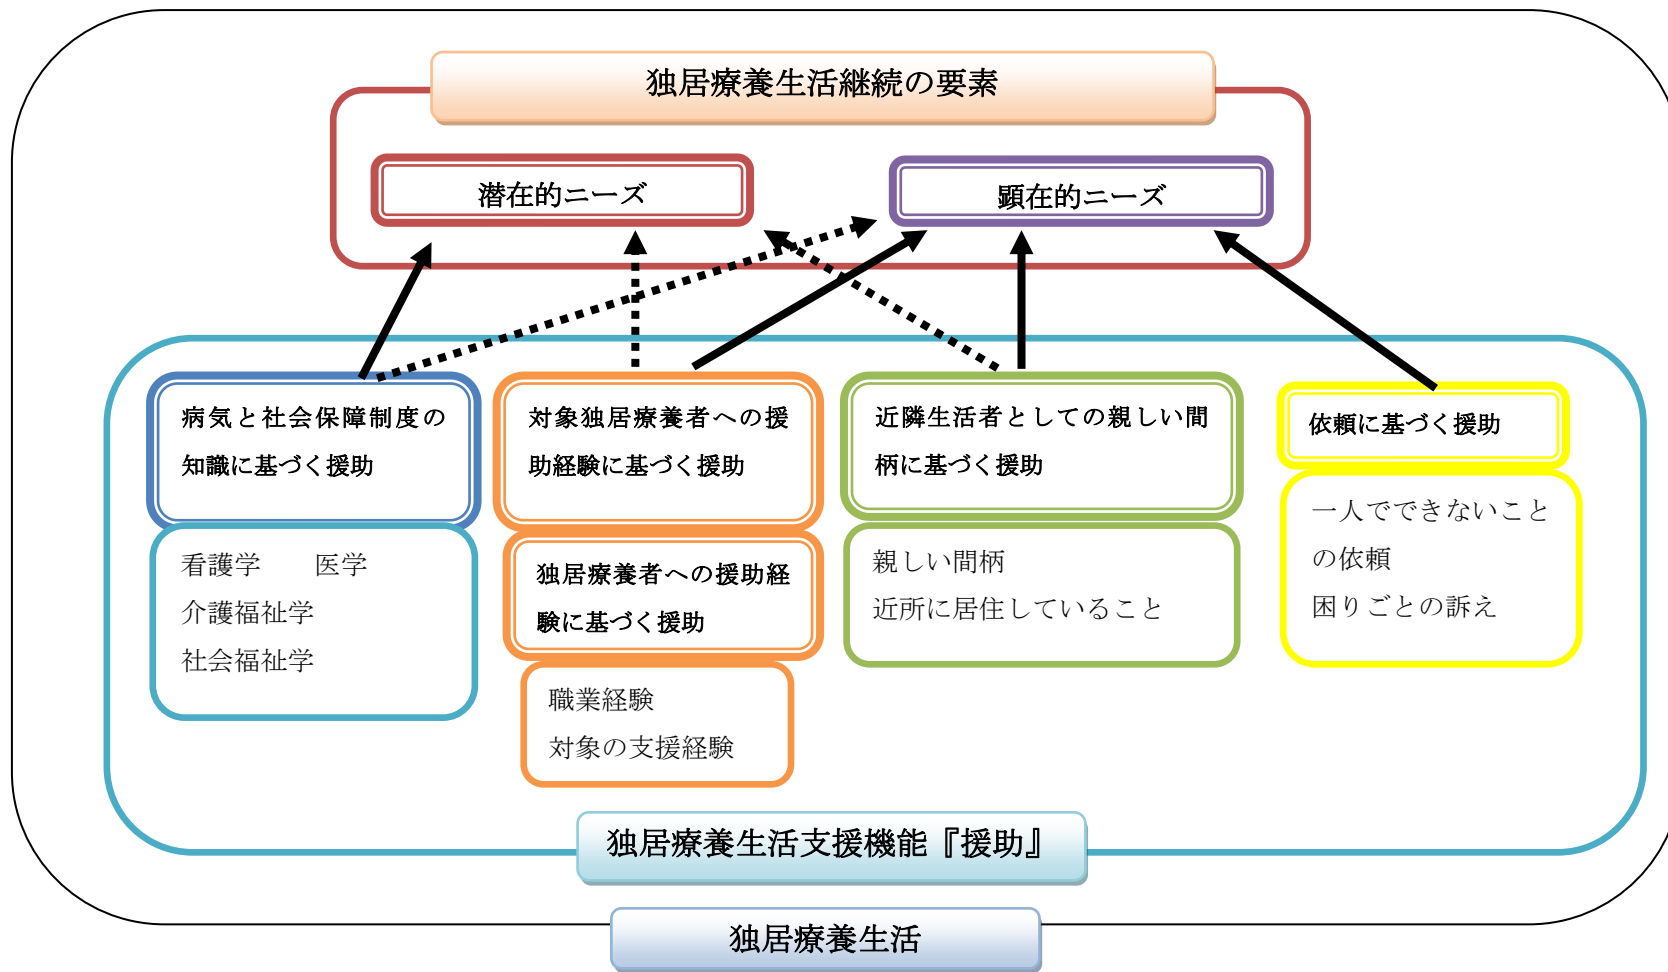 独居療養生活継続の要素
潜在的ニーズ
顕在的ニーズ
病気と社会保障制度の
知識に基づく援助
看護学　　医学
介護福祉学
社会福祉学
対象独居療養者への援
助経験に基づく援助
独居療養者への援助経
験に基づく援助
職業経験
対象の支援経験
近隣生活者としての親しい間
柄に基づく援助
親しい間柄
近所に居住していること
依頼に基づく援助
一人でできないこと
の依頼
困りごとの訴え
独居療養生活支援機能『援助』
独居療養生活